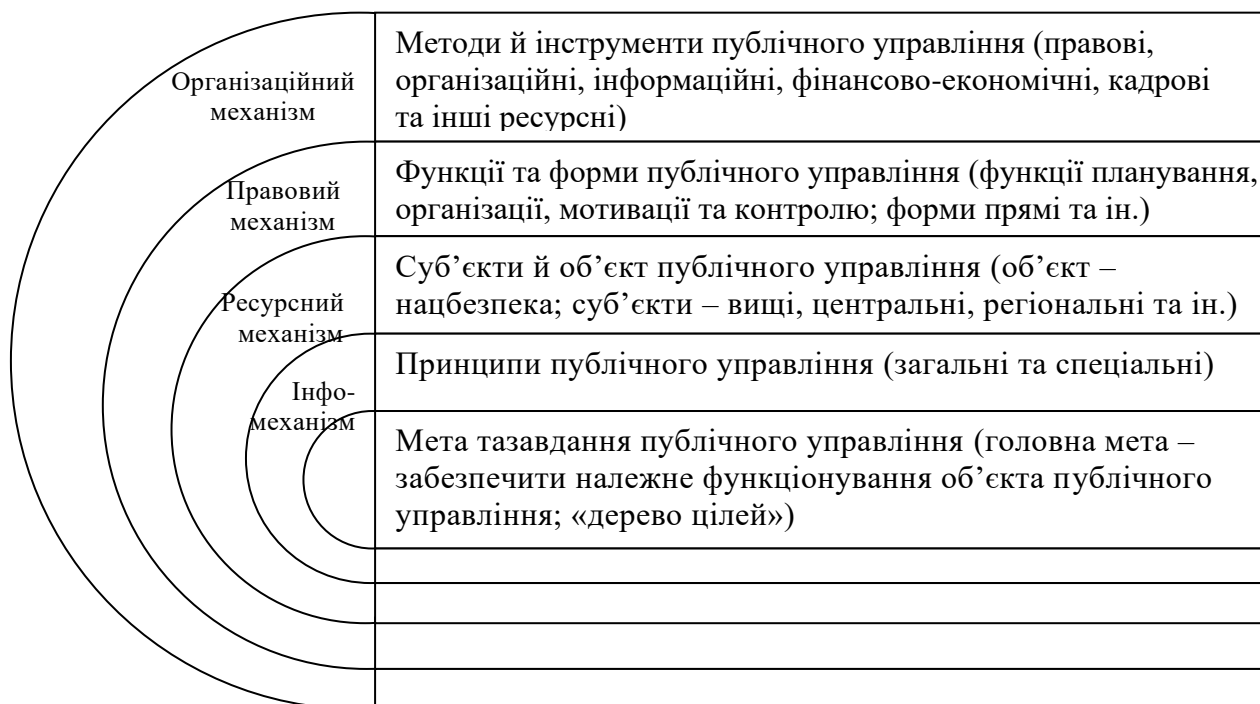 Організаційний
механізм
Методи й інструменти публічного управління (правові,
організаційні, інформаційні, фінансово-економічні, кадрові
та інші ресурсні)
Правовий
механізм
Функції та форми публічного управління (функції планування,
організації, мотивації та контролю; форми прямі та ін.)
Ресурсний
механізм
Суб’єкти й об’єкт публічного управління (об’єкт –
нацбезпека; суб’єкти – вищі, центральні, регіональні та ін.)
Інфо-
механізм
Принципи публічного управління (загальні та спеціальні)
Мета тазавдання публічного управління (головна мета –
забезпечити належне функціонування об’єкта публічного
управління; «дерево цілей»)